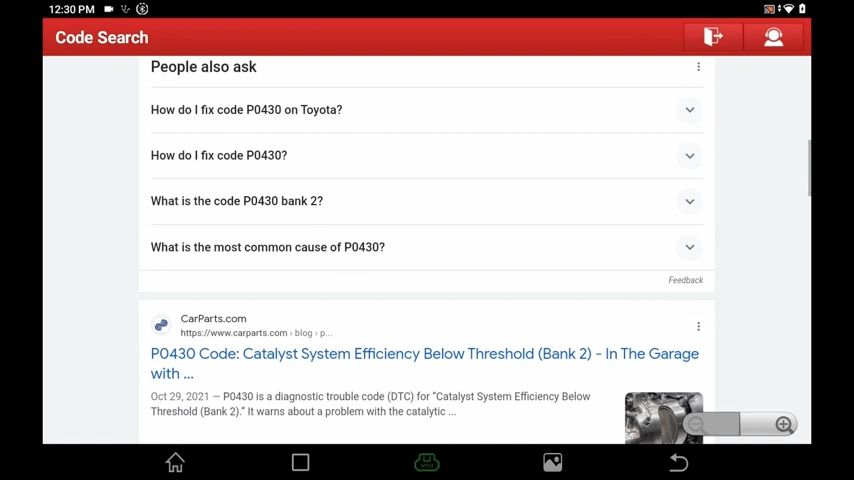 12:30 PM
Code Search
People also ask
How do I fix code P0430 on Toyota?
How do I fix code P0430?
What is the code P0430 bank 2?
What is the most common cause of P0430?
Feedback
CarParts.com
https://www.carparts.com › blog › p...
P0430 Code: Catalyst System Efficiency Below Threshold (Bank 2) - In The Garage
with ...
Oct 29, 2021 — P0430 is a diagnostic trouble code (DTC) for “Catalyst System Efficiency Below
Threshold (Bank 2).” It warns about a problem with the catalytic ...
VCI